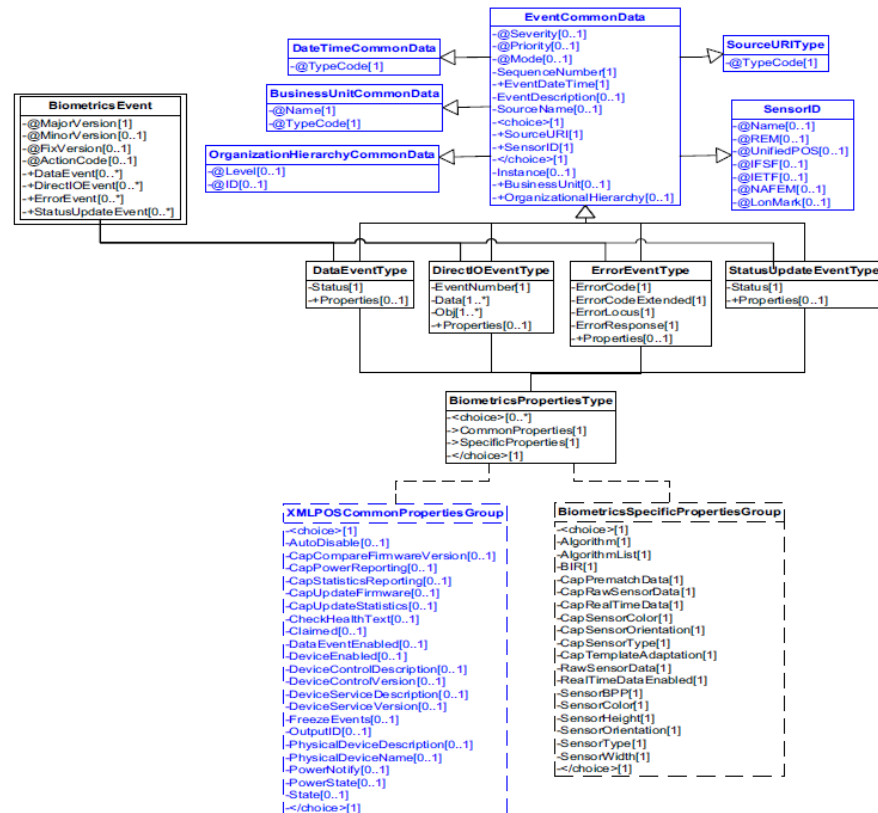 EventCommonData
-@Severity[0..1]
-@Priority[0..1]
-@Mode[0..1]
-SequenceNumber[1]
-+EventDateTime[1]
-EventDescription[0..1]
-SourceName[0..1]
-<choice>[1]
-+SourceURI[1]
-+SensorID[1]
-</choice>[1]
-Instance[0..1]
-+BusinessUnit[0..1]
-+OrganizationalHierarchy[0..1]
DateTimeCommonData
-@TypeCode[1]
SourceURIType
-@TypeCode[1]
BusinessUnitCommonData
-@Name[1]
-@TypeCode[1]
BiometricsEvent
-@MajorVersion[1]
-@MinorVersion[0..1]
-@FixVersion[0..1]
-@ActionCode[0..1]
-+DataEvent[0..*]
-+DirectIOEvent[0..*]
-+ErrorEvent[0..*]
-+StatusUpdateEvent[0..*]
SensorID
-@Name[0..1]
-@REM[0..1]
-@UnifiedPOS[0..1]
-@IFSF[0..1]
-@IETF[0..1]
-@NAFEM[0..1]
-@LonMark[0..1]
OrganizationHierarchyCommonData
-@Level[0..1]
-@ID[0..1]
DataEventType
-Status[1]
-+Properties[0..1]
DirectIOEventType
-EventNumber[1]
-Data[1..*]
-Obj[1..*]
-+Properties[0..1]
ErrorEventType
-ErrorCode[1]
-ErrorCodeExtended[1]
-ErrorLocus[1]
-ErrorResponse[1]
-+Properties[0..1]
StatusUpdateEventType
-Status[1]
-+Properties[0..1]
BiometricsPropertiesType
-<choice>[0..*]
->CommonProperties[1]
->SpecificProperties[1]
-</choice>[1]
XMLPOSCommonPropertiesGroup
-<choice>[1]
-AutoDisable[0..1]
-CapCompareFirmwareVersion[0..1]
-CapPowerReporting[0..1]
-CapStatisticsReporting[0..1]
-CapUpdateFirmware[0..1]
-CapUpdateStatistics[0..1]
-CheckHealthText[0..1]
-Claimed[0..1]
-DataEventEnabled[0..1]
-DeviceEnabled[0..1]
-DeviceControlDescription[0..1]
-DeviceControlVersion[0..1]
-DeviceServiceDescription[0..1]
-DeviceServiceVersion[0..1]
-FreezeEvents[0..1]
-OutputID[0..1]
-PhysicalDeviceDescription[0..1]
-PhysicalDeviceName[0..1]
-PowerNotify[0..1]
-PowerState[0..1]
-State[0..1]
-</choice>[1]
BiometricsSpecificPropertiesGroup
-<choice>[1]
-Algorithm[1]
-AlgorithmList[1]
-BIR[1]
-CapPrematchData[1]
-CapRawSensorData[1]
-CapRealTimeData[1]
-CapSensorColor[1]
-CapSensorOrientation[1]
-CapSensorType[1]
-CapTemplateAdaptation[1]
-RawSensorData[1]
-RealTimeDataEnabled[1]
-SensorBPP[1]
-SensorColor[1]
-SensorHeight[1]
-SensorOrientation[1]
-SensorType[1]
-SensorWidth[1]
-</choice>[1]